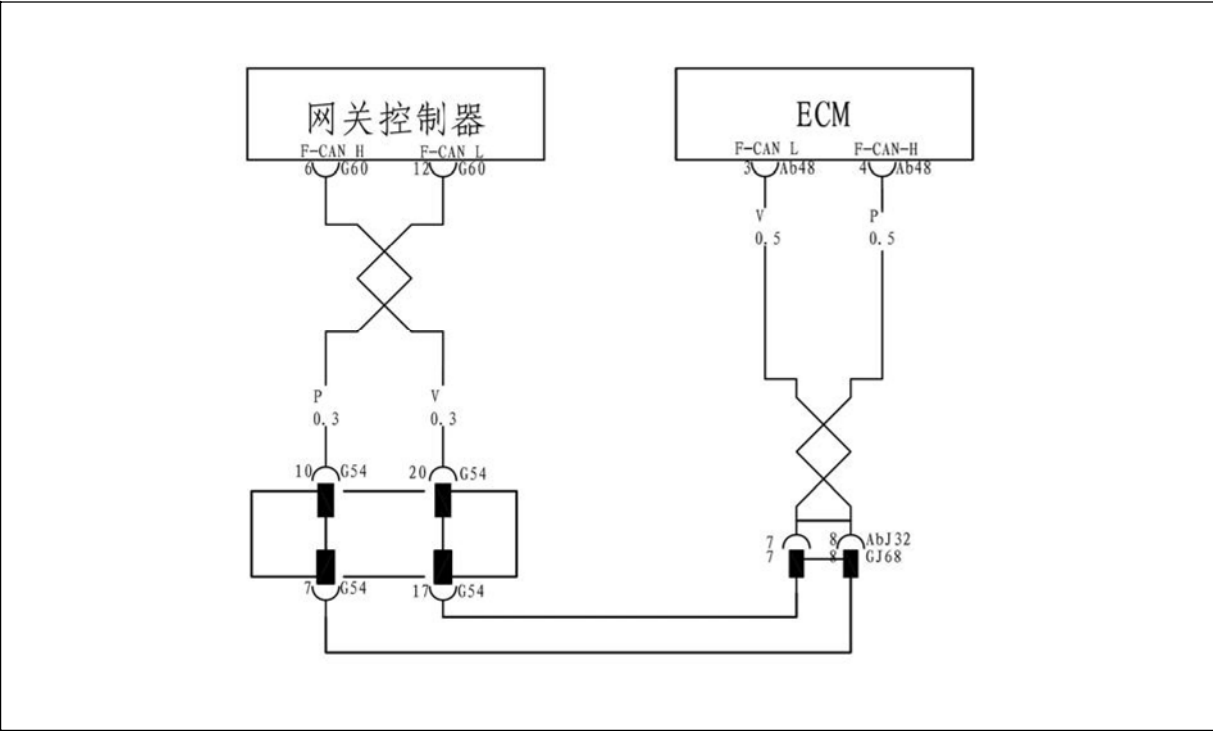 网关控制器
ECM
F-CAN H F-CAN L
6 G60 12 G60
F-CAN L F-CAN-H
3 Ab48 4 Ab48
V P
0.5 0.5
P V
0.3 0.3
10 G54 20 G54
7 G54 17 G54
7 8 AbJ32
7 8 GJ68